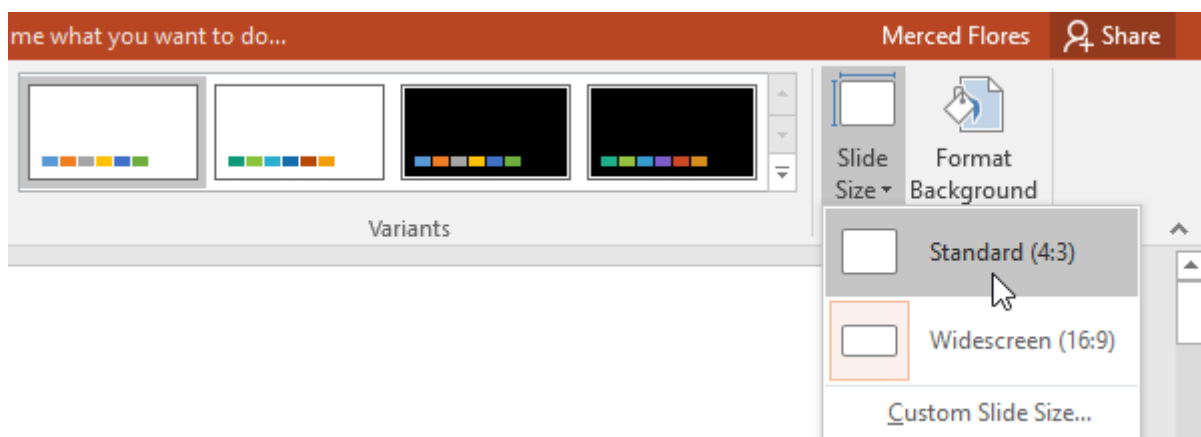 me what you want to do...
Merced Flores
Share
Slide
Size
Format
Background
Variants
Standard (4:3)
Widescreen (16:9)
Custom Slide Size...